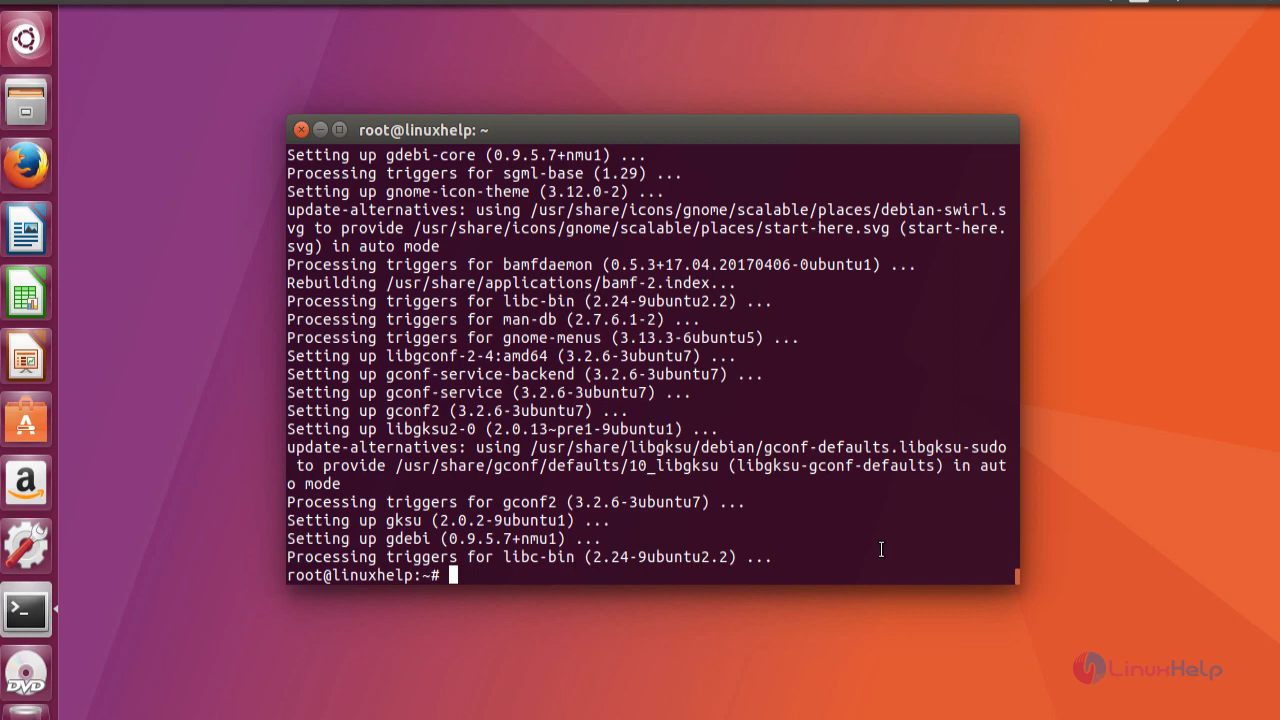 root@linuxhelp: ~
Setting up gdebi-core (0.9.5.7+nmu1) ...
Processing triggers for sgml-base (1.29) ...
Setting up gnome-icon-theme (3.12.0-2) ...
update-alternatives: using /usr/share/icons/gnome/scalable/places/debian-swirl.s
vg to provide /usr/share/icons/gnome/scalable/places/start-here.svg (start-here.
svg) in auto mode
Processing triggers for bamfdaemon (0.5.3+17.04.20170406-0ubuntu1) ...
Rebuilding /usr/share/applications/bamf-2.index...
Processing triggers for libc-bin (2.24-9ubuntu2.2) ...
Processing triggers for man-db (2.7.6.1-2) ...
Processing triggers for gnome-menus (3.13.3-6ubuntu5) ...
Setting up libgconf-2-4:amd64 (3.2.6-3ubuntu7) ...
Setting up gconf-service-backend (3.2.6-3ubuntu7) ...
Setting up gconf-service (3.2.6-3ubuntu7) ...
Setting up gconf2 (3.2.6-3ubuntu7) ...
Setting up libgksu2-0 (2.0.13~pre1-9ubuntu1) ...
update-alternatives: using /usr/share/libgksu/debian/gconf-defaults.libgksu-sudo
 to provide /usr/share/gconf/defaults/10_libgksu (libgksu-gconf-defaults) in aut
o mode
Processing triggers for gconf2 (3.2.6-3ubuntu7) ...
Setting up gksu (2.0.2-9ubuntu1) ...
Setting up gdebi (0.9.5.7+nmu1) ...
Processing triggers for libc-bin (2.24-9ubuntu2.2) ...
root@linuxhelp:~#
DVD
LinuxHelp